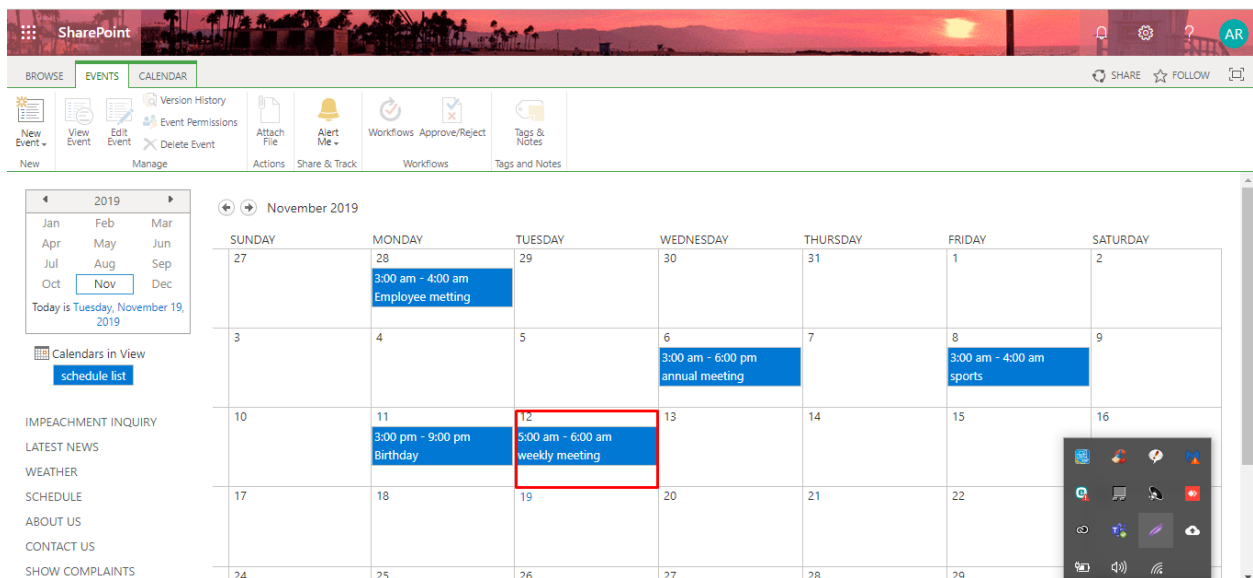 SharePoint
?
AR
BROWSE EVENTS CALENDAR
SHARE FOLLOW
New Event
View Event
Edit Event
Version History
Event Permissions
Delete Event
Attach File
Alert Me
Workflows
Approve/Reject
Tags & Notes
New Manage Actions Share & Track Workflows Tags and Notes
2019
Jan Feb Mar
Apr May Jun
Jul Aug Sep
Oct Nov Dec
Today is Tuesday, November 19,
2019
Calendars in View
schedule list
IMPEACHMENT INQUIRY
LATEST NEWS
WEATHER
SCHEDULE
ABOUT US
CONTACT US
SHOW COMPLAINTS
November 2019
SUNDAY MONDAY TUESDAY WEDNESDAY THURSDAY FRIDAY SATURDAY
27 28 29 30 31 1 2
3:00 am - 4:00 am
Employee metting
3 4 5 6 7 8 9
3:00 am - 6:00 pm
annual meeting
3:00 am - 4:00 am
sports
10 11 12 13 14 15 16
3:00 pm - 9:00 pm
Birthday
5:00 am - 6:00 am
weekly meeting
17 18 19 20 21 22
24 25 26 27 28 29